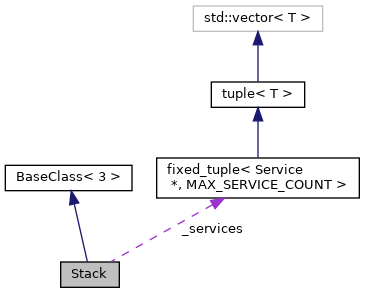 std::vector< T >
tuple< T >
fixed_tuple< Service
*, MAX_SERVICE_COUNT >
BaseClass< 3 >
_services
Stack